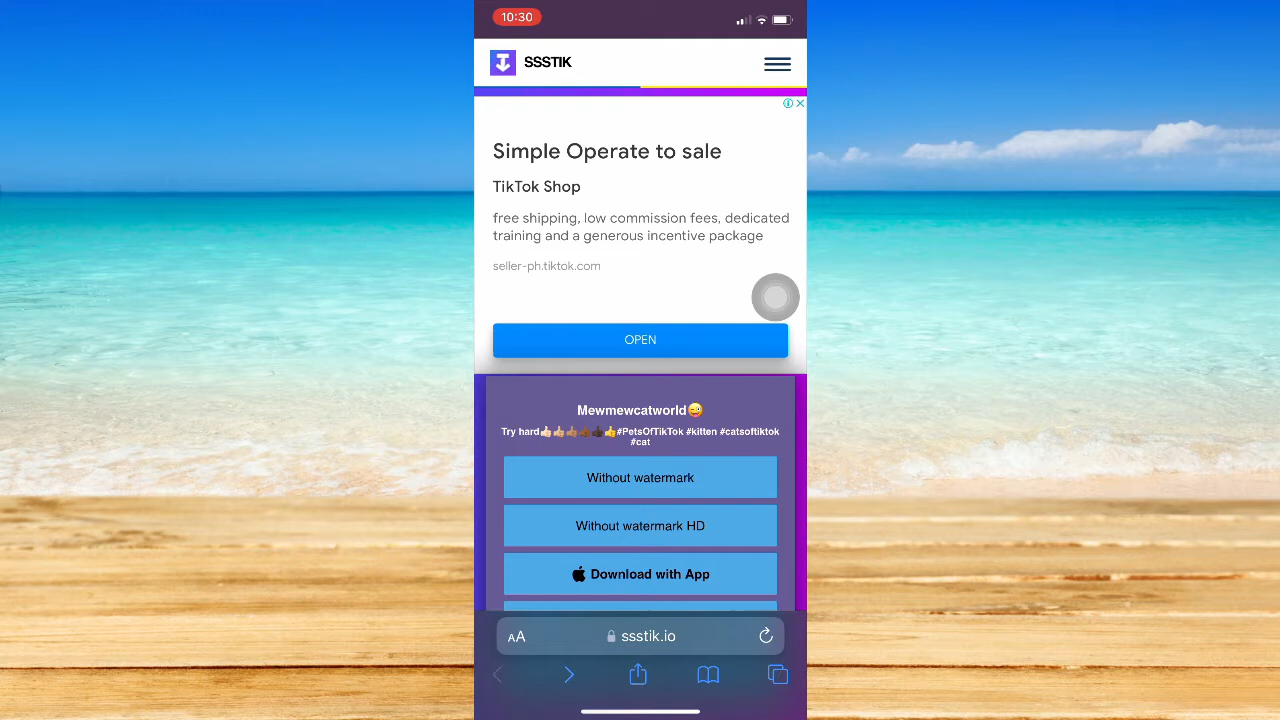 10:30
SSSTIK
Simple Operate to sale
TikTok Shop
free shipping, low commission fees, dedicated
training and a generous incentive package
seller-ph.tiktok.com
OPEN
Mewmewcatworld😜
Try hard👍🏻👍🏼👍🏽👍🏾👍🏿👍#PetsOfTikTok #kitten #catsoftiktok
#cat
Without watermark
Without watermark HD
Download with App
AA ssstik.io